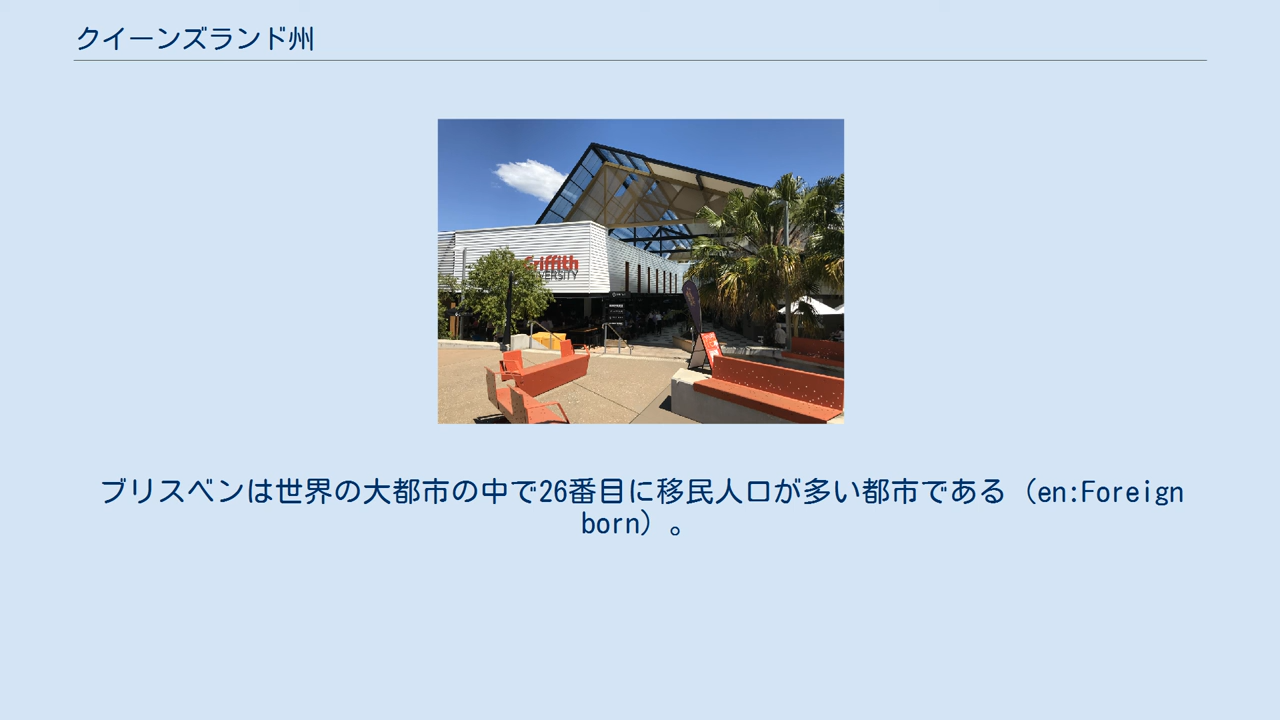 クイーンズランド州
Griffith
ブリスベンは世界の大都市の中で26番目に移民人口が多い都市である（en:Foreign
born）。